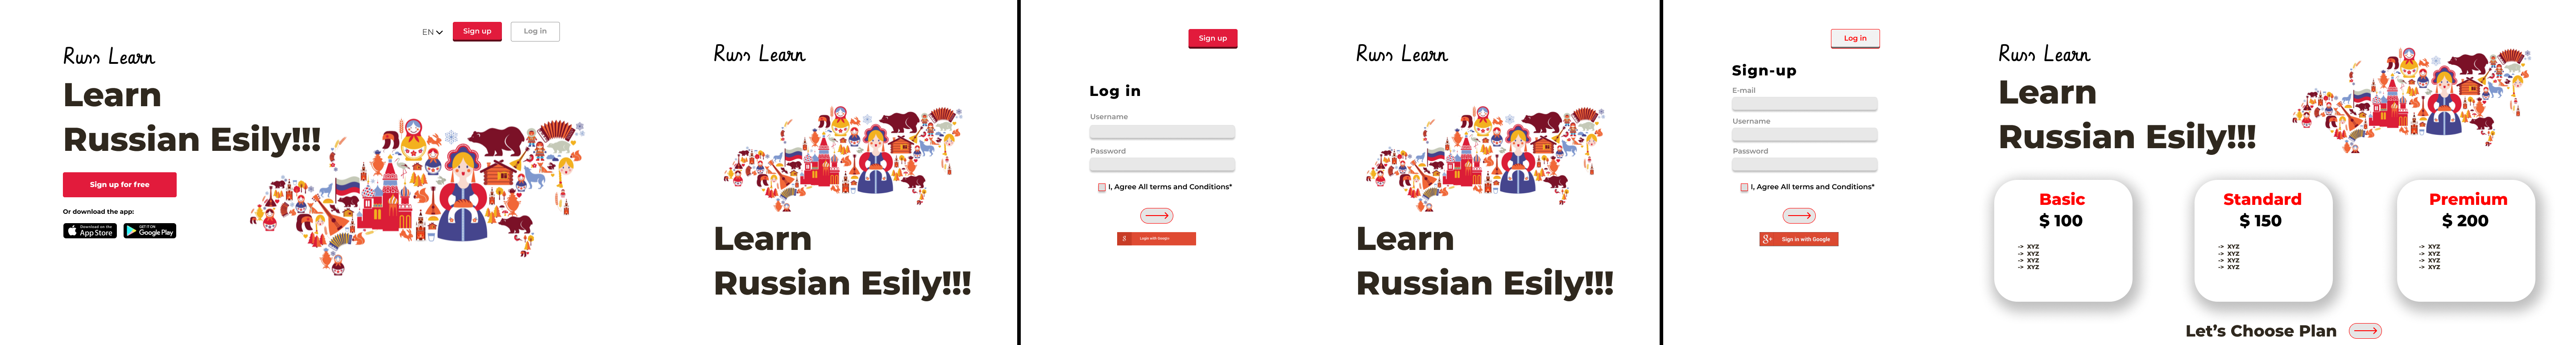 EN
Sign up
Log in
Russ Learn
Learn
Russian Esily!!!
Sign up for free
Or download the app:
Download on the
App Store
GET IT ON
Google Play
Russ Learn
Learn
Russian Esily!!!
Sign up
Log in
Username
Password
I, Agree All terms and Conditions*
8
Login with Google
Russ Learn
Learn
Russian Esily!!!
Log in
Sign-up
E-mail
Username
Password
I, Agree All terms and Conditions*
g+
Sign in with Google
Russ Learn
Learn
Russian Esily!!!
Basic
$ 100
-> XYZ
-> XYZ
-> XYZ
-> XYZ
Standard
$ 150
-> XYZ
-> XYZ
-> XYZ
-> XYZ
Premium
$ 200
-> XYZ
-> XYZ
-> XYZ
-> XYZ
Let's Choose Plan